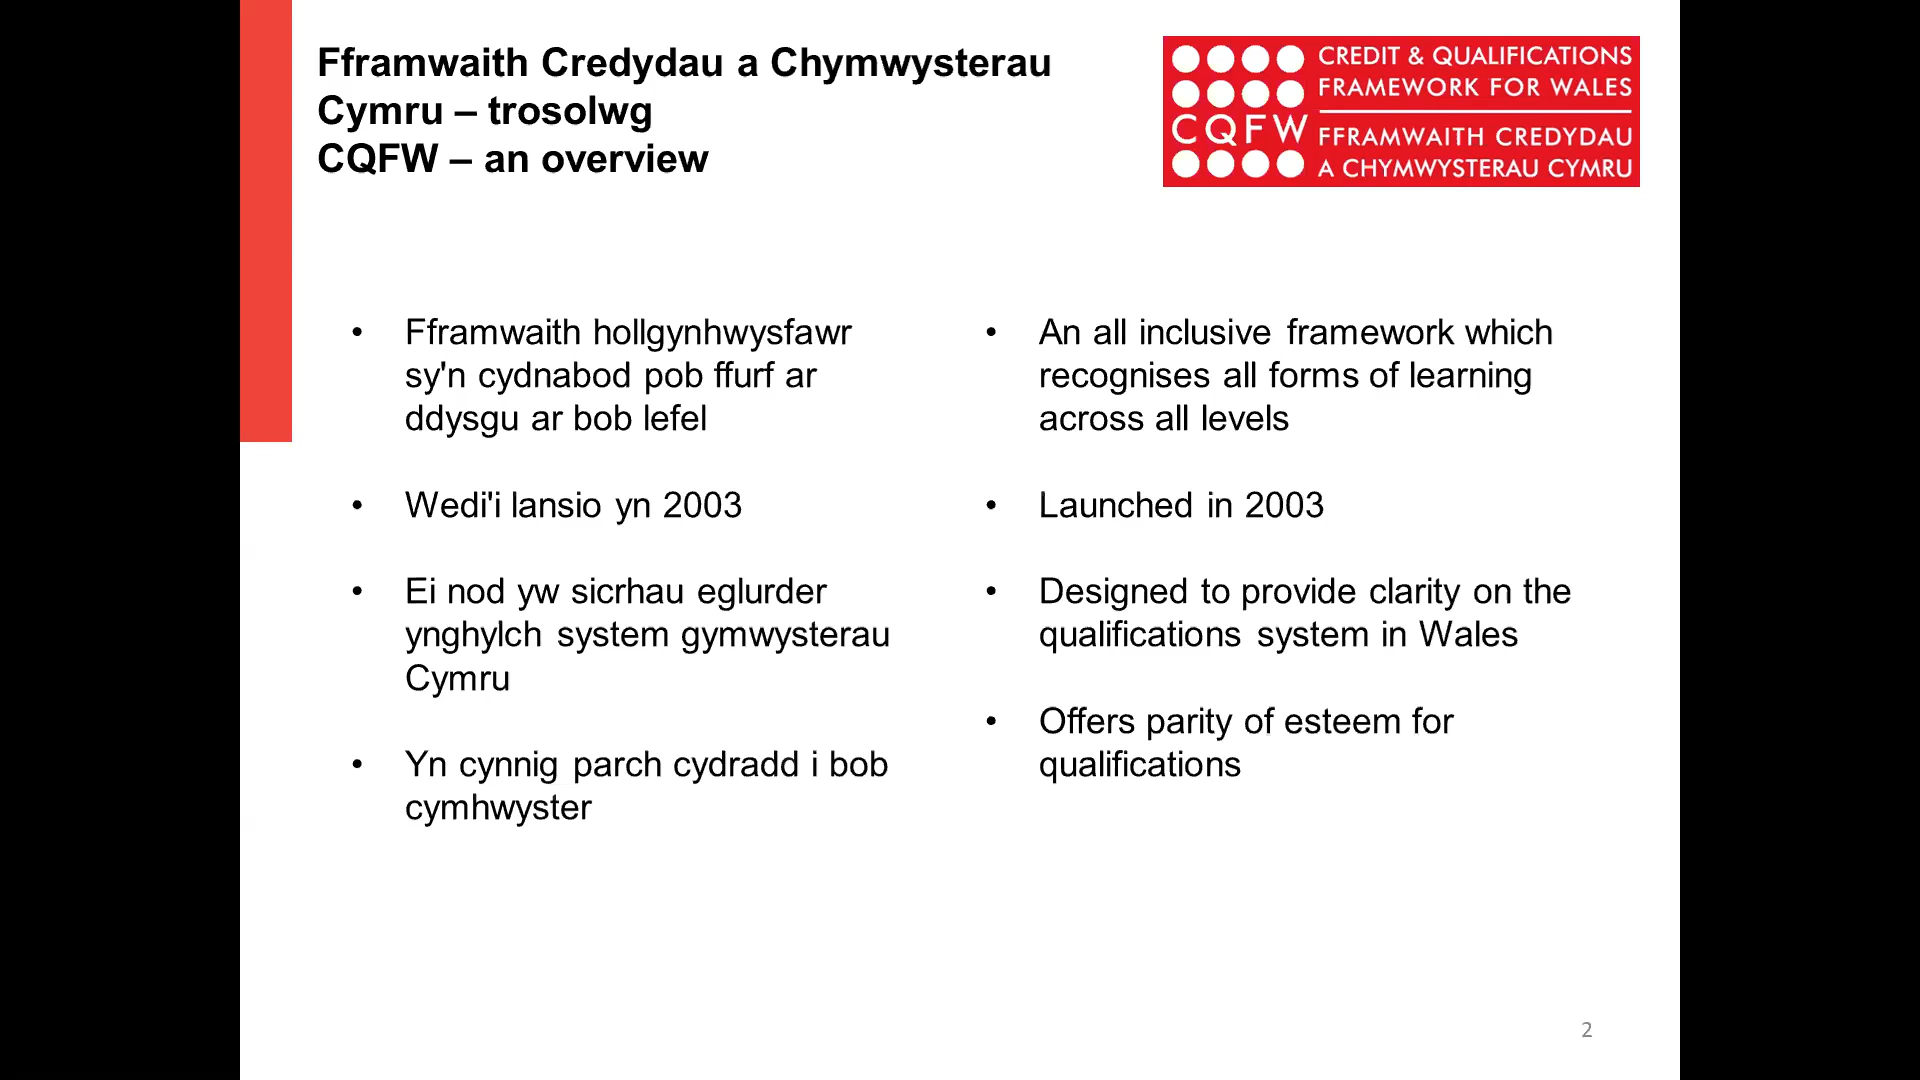 Fframwaith Credydau a Chymwysterau
Cymru – trosolwg
CQFW – an overview
CREDIT & QUALIFICATIONS
FRAMEWORK FOR WALES
CQFW
FFRAMWAITH CREDYDAU
A CHYMWYSTERAU CYMRU
• Fframwaith hollgynhwysfawr
sy'n cydnabod pob ffurf ar
ddysgu ar bob lefel
• Wedi'i lansio yn 2003
• Ei nod yw sicrhau eglurder
ynghylch system gymwysterau
Cymru
• Yn cynnig parch cydradd i bob
cymhwyster
• An all inclusive framework which
recognises all forms of learning
across all levels
• Launched in 2003
• Designed to provide clarity on the
qualifications system in Wales
• Offers parity of esteem for
qualifications
2